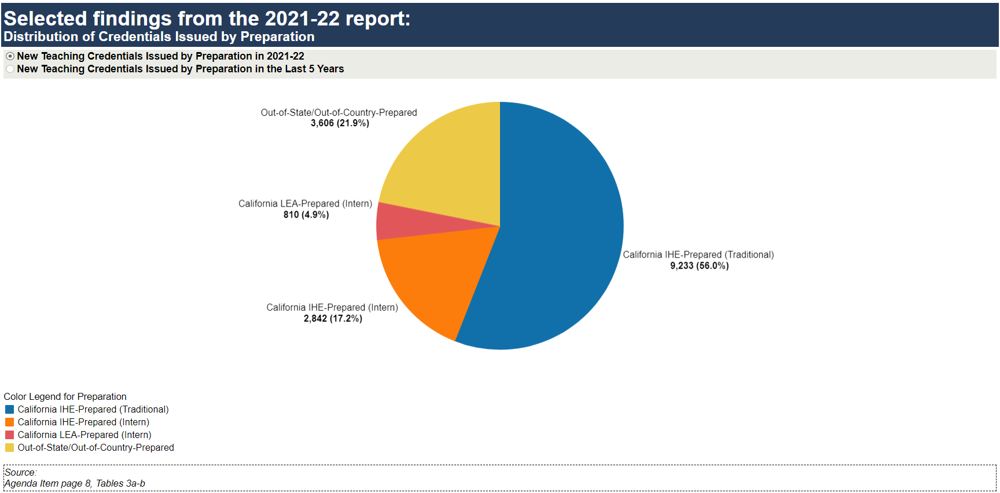 Selected findings from the 2021-22 report:
Distribution of Credentials Issued by Preparation
New Teaching Credentials Issued by Preparation in 2021-22
New Teaching Credentials Issued by Preparation in the Last 5 Years
Out-of-State/Out-of-Country-Prepared
3,606 (21.9%)
California LEA-Prepared (Intern)
810 (4.9%)
California IHE-Prepared (Traditional)
9,233 (56.0%)
California IHE-Prepared (Intern)
2,842 (17.2%)
Color Legend for Preparation
California IHE-Prepared (Traditional)
California IHE-Prepared (Intern)
California LEA-Prepared (Intern)
Out-of-State/Out-of-Country-Prepared
Source:
Agenda Item page 8, Tables 3a-b